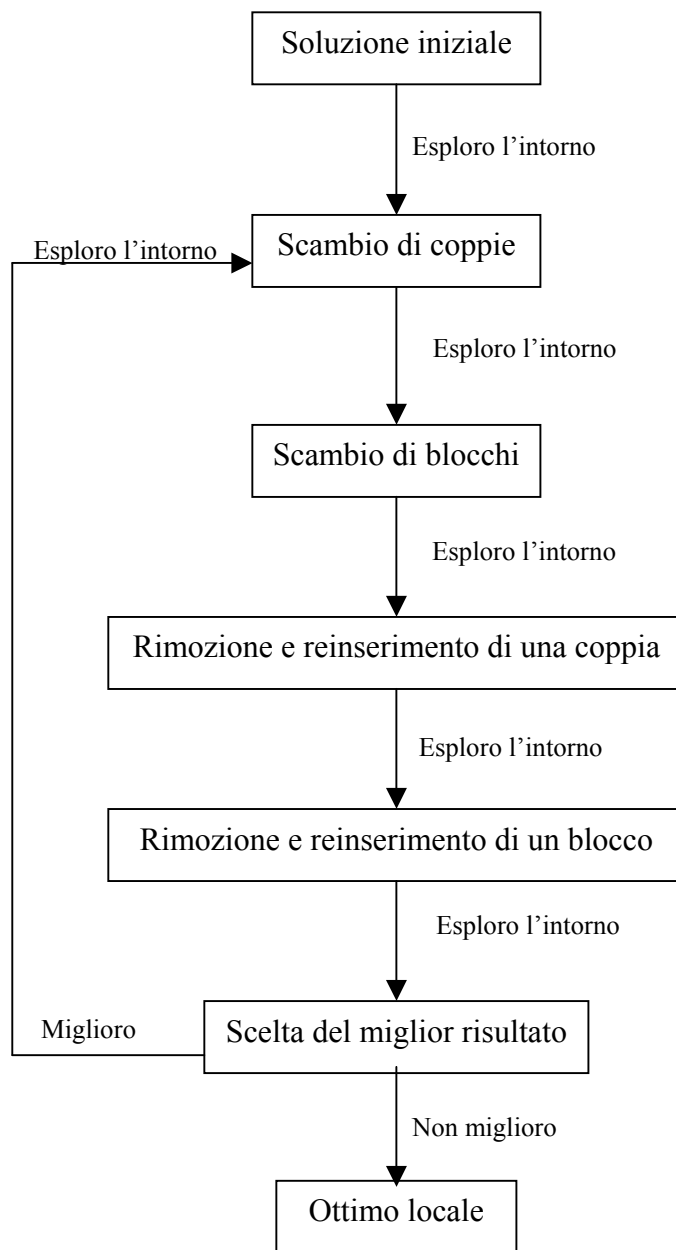 Soluzione iniziale
Esploro l’intorno
Esploro l’intorno
Scambio di coppie
Esploro l’intorno
Scambio di blocchi
Esploro l’intorno
Rimozione e reinserimento di una coppia
Esploro l’intorno
Rimozione e reinserimento di un blocco
Esploro l’intorno
Miglioro
Scelta del miglior risultato
Non miglioro
Ottimo locale